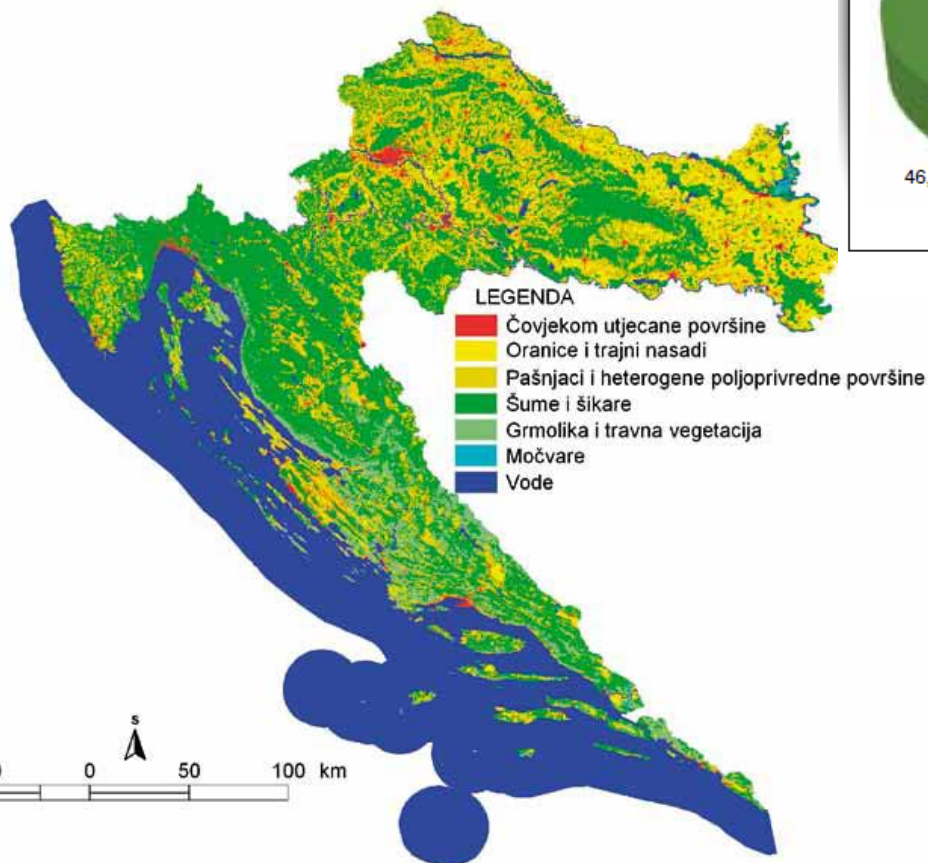 46,
LEGENDA
Čovjekom utjecane površine
Oranice i trajni nasadi
Pašnjaci i heterogene poljoprivredne površine
Šume i šikare
Grmolika i travna vegetacija
Močvare
Vode
s
0 50 100 km